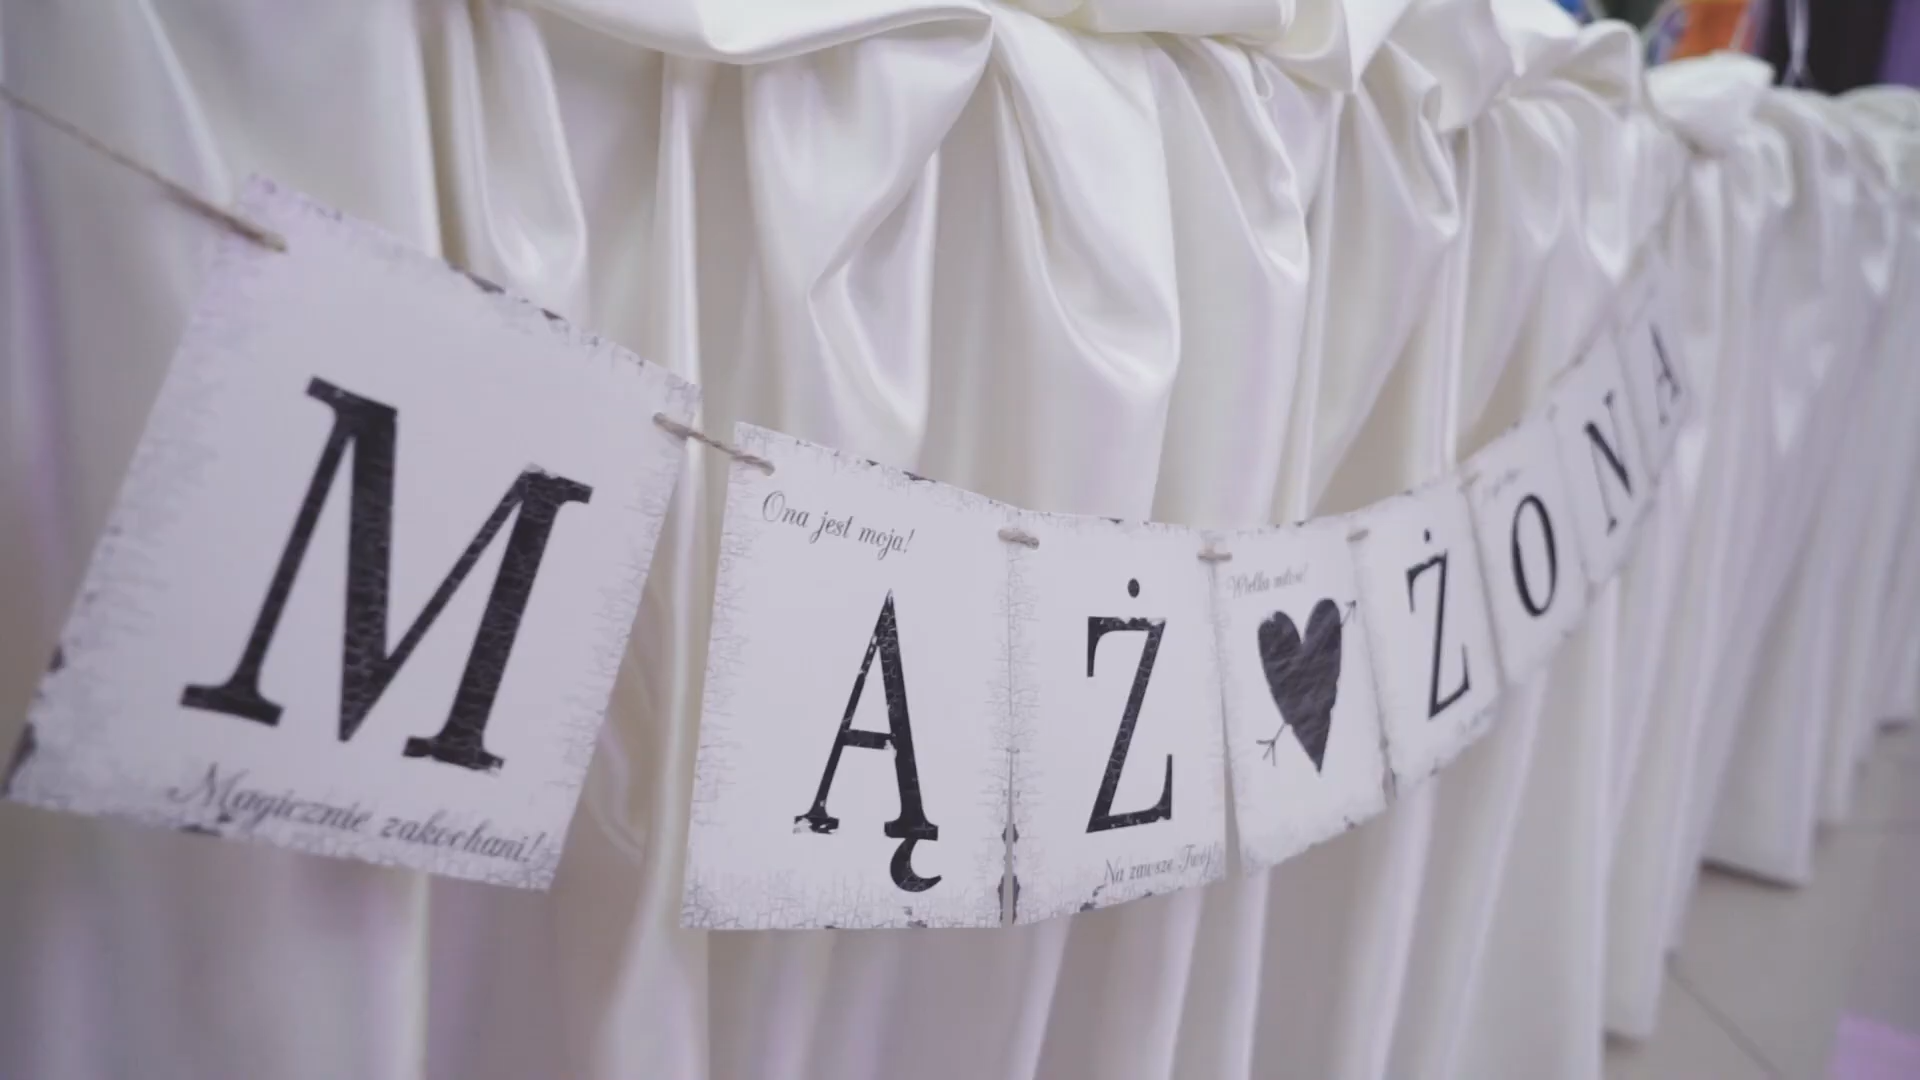 M
Magicznie zakochani!
Ona jest moja!
Ą
Ż
Na zawsze Twój!
Wielka miłość!
Ż
O
N
A